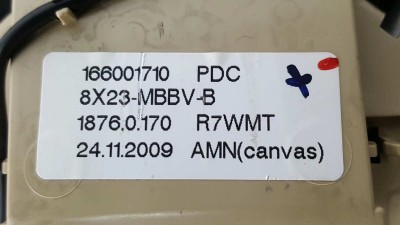 166001710 PDC
8X23-MBBV-B
1876.0.170 R7WMT
24.11.2009 AMN(canvas)